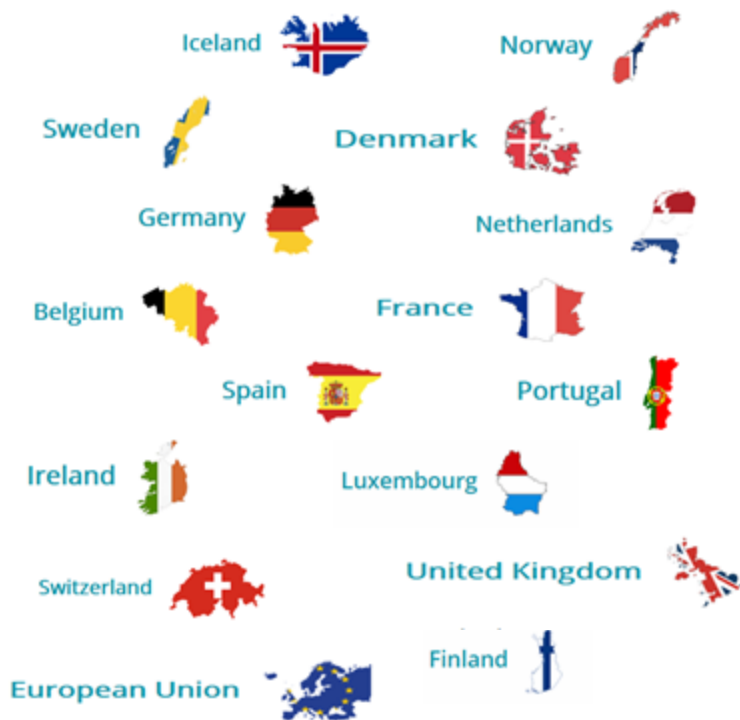 Iceland
Norway
Sweden
Denmark
Germany
Netherlands
Belgium
France
Spain
Portugal
Ireland
Luxembourg
United Kingdom
Switzerland
Finland
European Union